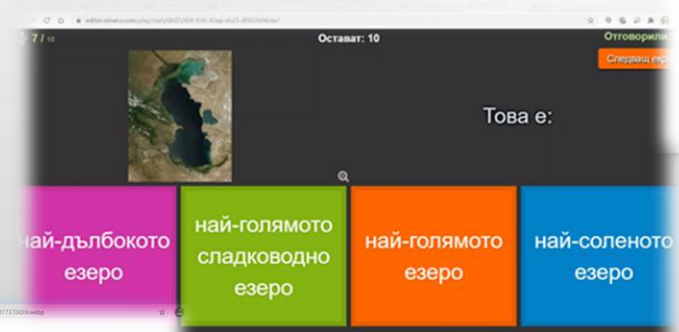 7 / 10
Остават: 10
Отговорили
Следващ
Това е:
най-дълбокото
езеро
най-голямото
сладководно
езеро
най-голямото
езеро
най-соленото
езеро